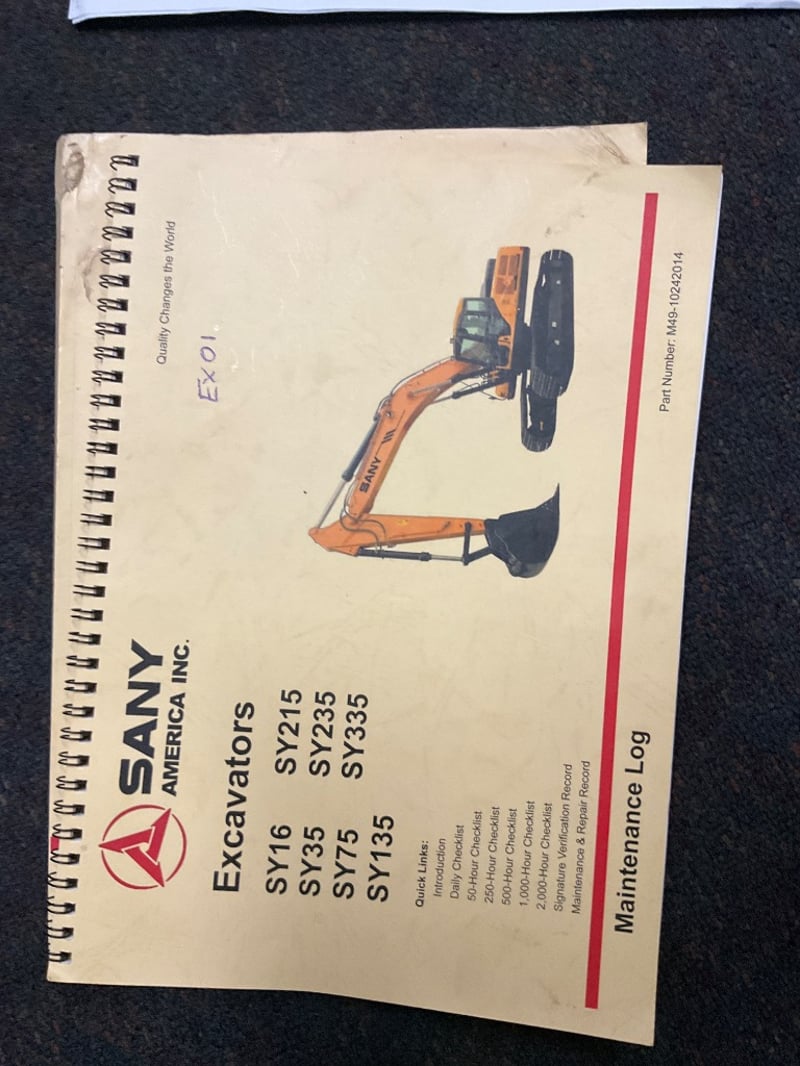 SANY
AMERICA INC.
Quality Changes the World
EX01
Excavators
SY16 SY215
SY35 SY235
SY75 SY335
SY135
SANY
Quick Links:
Introduction
Daily Checklist
50-Hour Checklist
250-Hour Checklist
500-Hour Checklist
1,000-Hour Checklist
2,000-Hour Checklist
Signature Verification Record
Maintenance & Repair Record
Maintenance Log
Part Number: M49-10242014